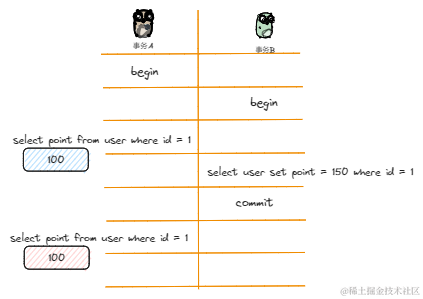 事务A
事务B
begin
begin
select point from user where id = 1
100
select user set point = 150 where id = 1
commit
select point from user where id = 1
100
@稀土掘金技术社区